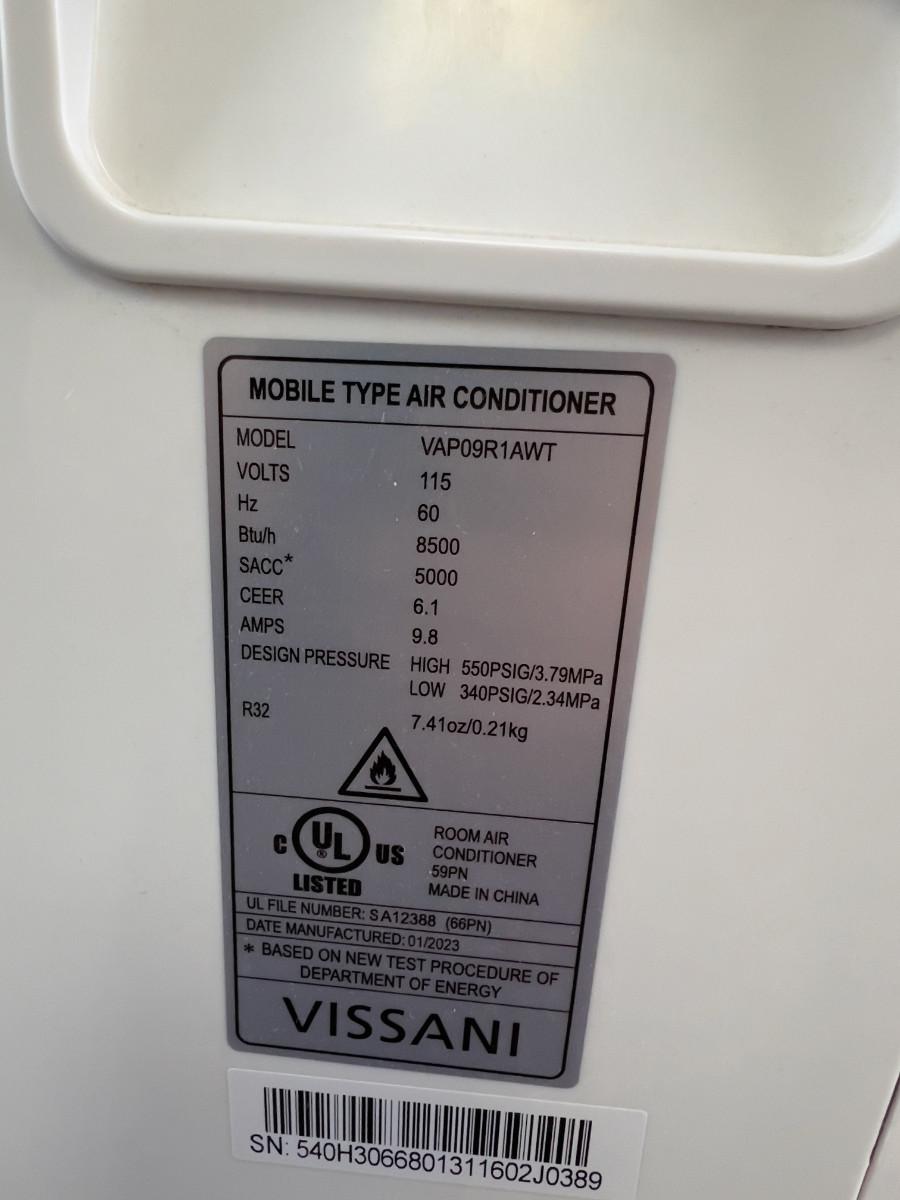 MOBILE TYPE AIR CONDITIONER
MODEL VAP09R1AWT
VOLTS 115
Hz 60
Btu/h 8500
SACC* 5000
CEER 6.1
AMPS 9.8
DESIGN PRESSURE HIGH 550PSIG/3.79MPa
LOW 340PSIG/2.34MPa
R32 7.41oz/0.21kg
C UL ® US
LISTED
ROOM AIR
CONDITIONER
59PN
MADE IN CHINA
UL FILE NUMBER: SA12388 (66PN)
DATE MANUFACTURED: 01/2023
* BASED ON NEW TEST PROCEDURE OF
DEPARTMENT OF ENERGY
VISSANI
SN: 540H3066801311602J0389